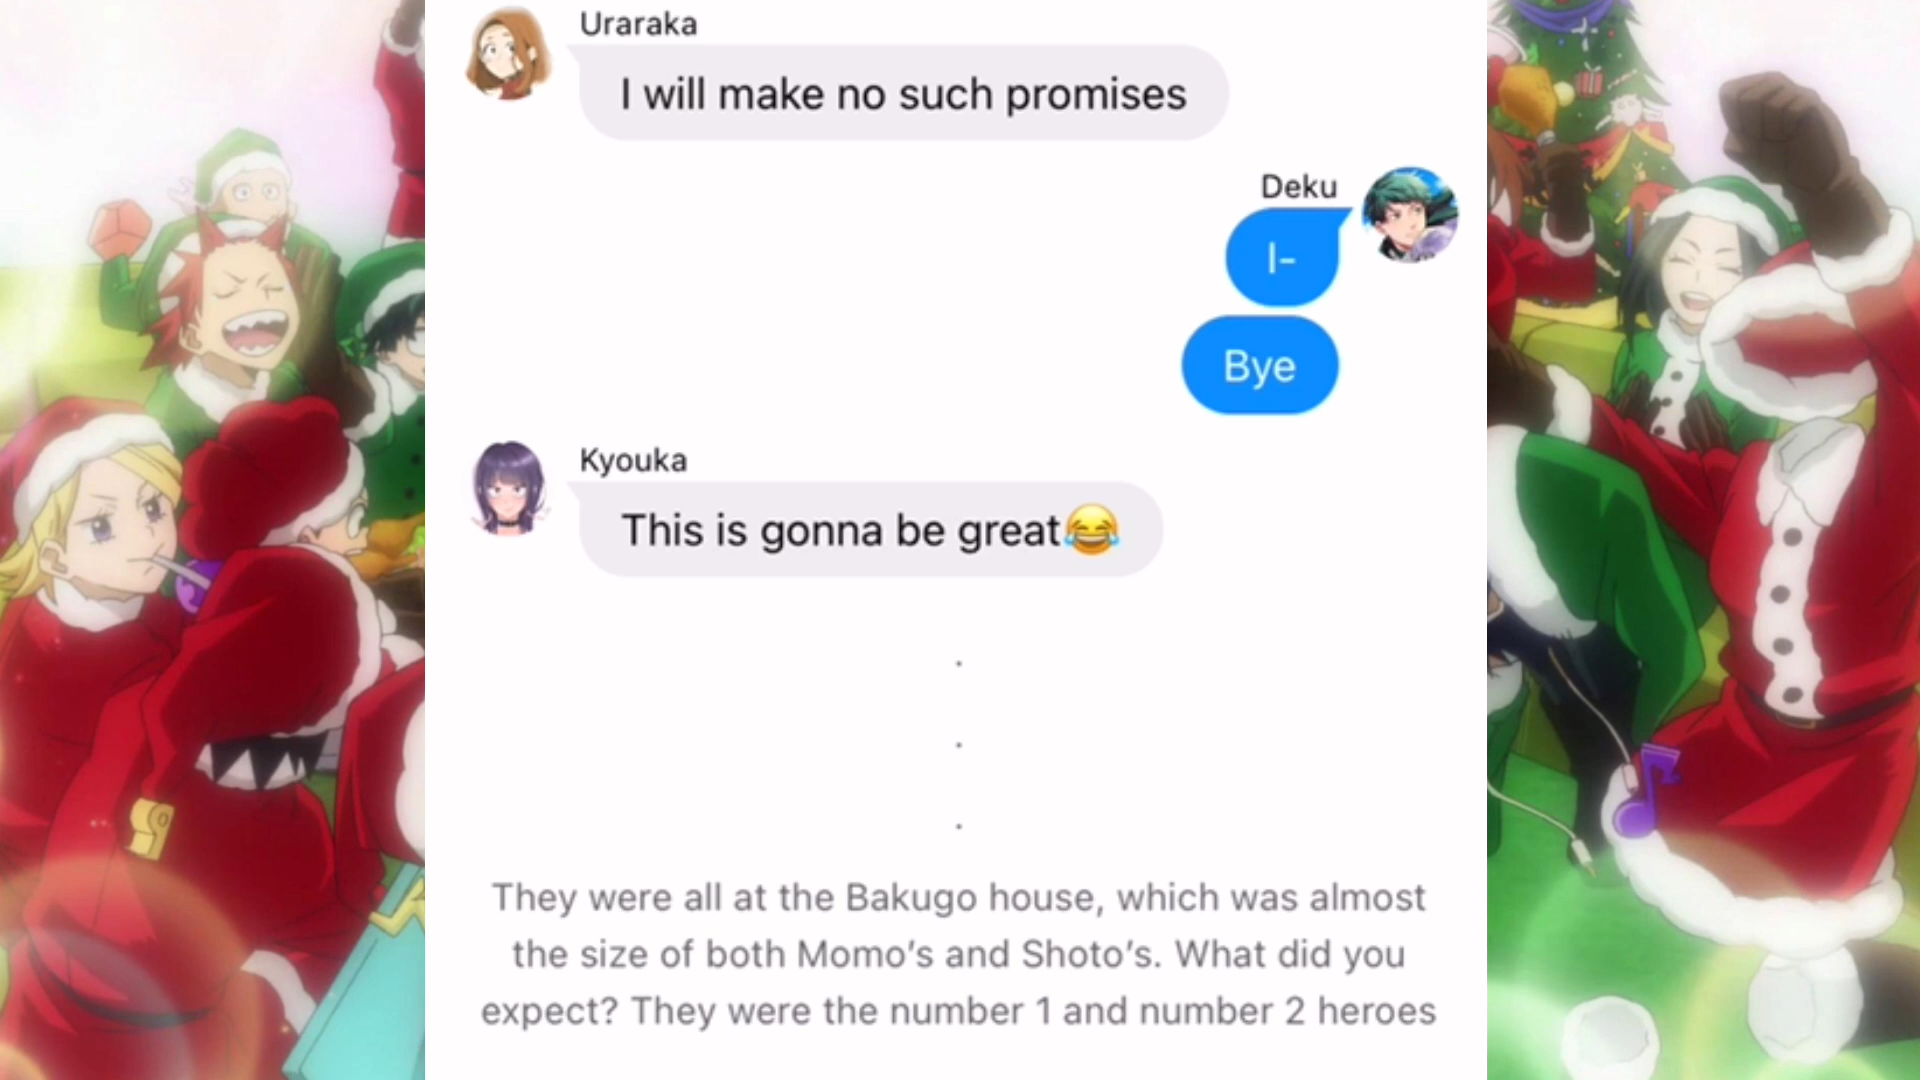 Uraraka
I will make no such promises
Deku
I-
Bye
Kyouka
This is gonna be great😂
.
.
.
They were all at the Bakugo house, which was almost
the size of both Momo’s and Shoto’s. What did you
expect? They were the number 1 and number 2 heroes